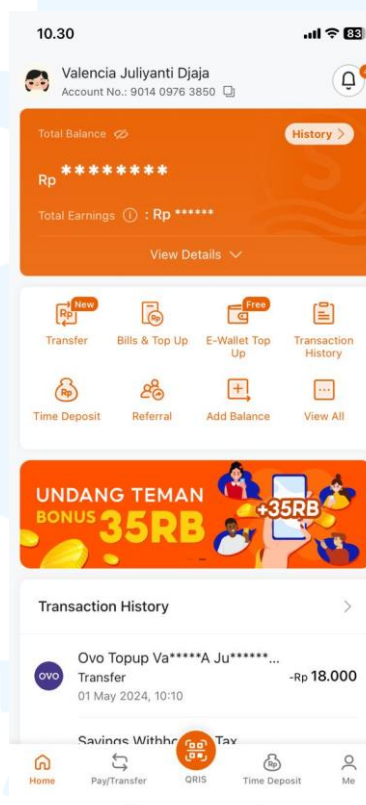 10.30
83
Valencia Juliyanti Djaja
Account No.: 9014 0976 3850
Total Balance
History >
Rp ********
Total Earnings : Rp ******
View Details
New
Free
Transfer
Bills & Top Up
E-Wallet Top Up
Transaction History
Time Deposit
Referral
Add Balance
View All
UNDANG TEMAN
BONUS 35RB
+35RB
Transaction History
Ovo Topup Va*****A Ju******...
OVO
Transfer
-Rp 18.000
01 May 2024, 10:10
Savings Withho
Tax
Home
Pay/Transfer
QRIS
Time Deposit
Me